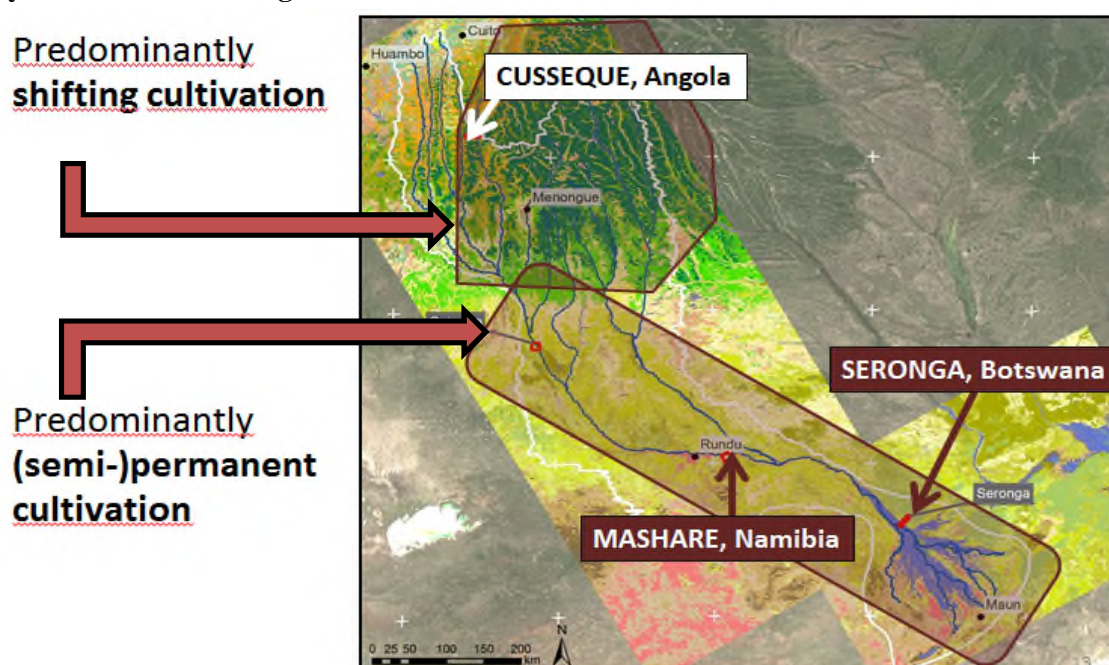 Predominantly
shifting cultivation
Predominantly
(semi-)permanent
cultivation
Huambo
Cuito
CUSSEQUE, Angola
Menongue
SERONGA, Botswana
Rundu
Seronga
MASHARE, Namibia
Maun
0 25 50 100 150 200
km
N